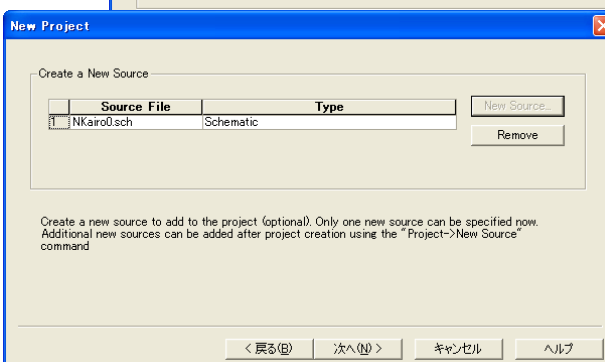 New Project
Create a New Source
Source File Type
New Source...
1 NKairo0.sch Schematic
Remove
Create a new source to add to the project (optional). Only one new source can be specified now.
Additional new sources can be added after project creation using the "Project->New Source"
command
< 戻る(B) 次へ(N) > キャンセル ヘルプ